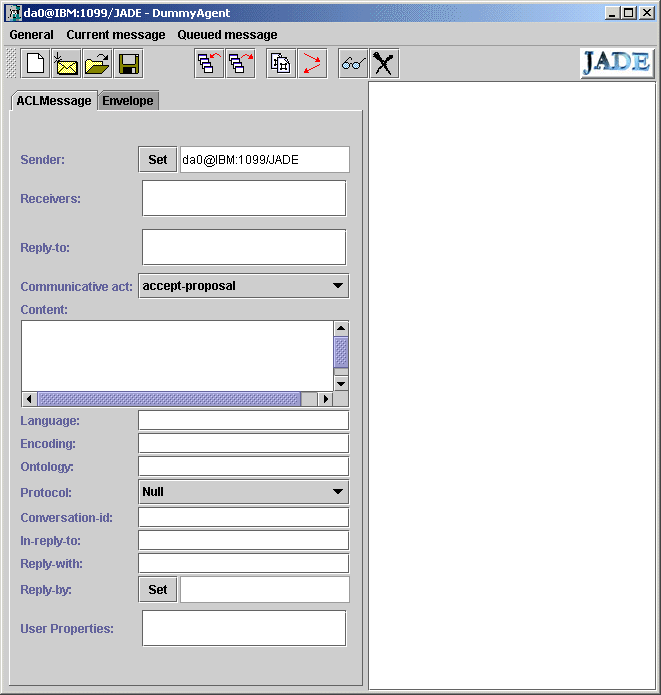 da0@IBM:1099/JADE - DummyAgent
General Current message Queued message
JADE
ACLMessage Envelope
Sender: Set da0@IBM:1099/JADE
Receivers:
Reply-to:
Communicative act: accept-proposal
Content:
Language:
Encoding:
Ontology:
Protocol: Null
Conversation-id:
In-reply-to:
Reply-with:
Reply-by: Set
User Properties: